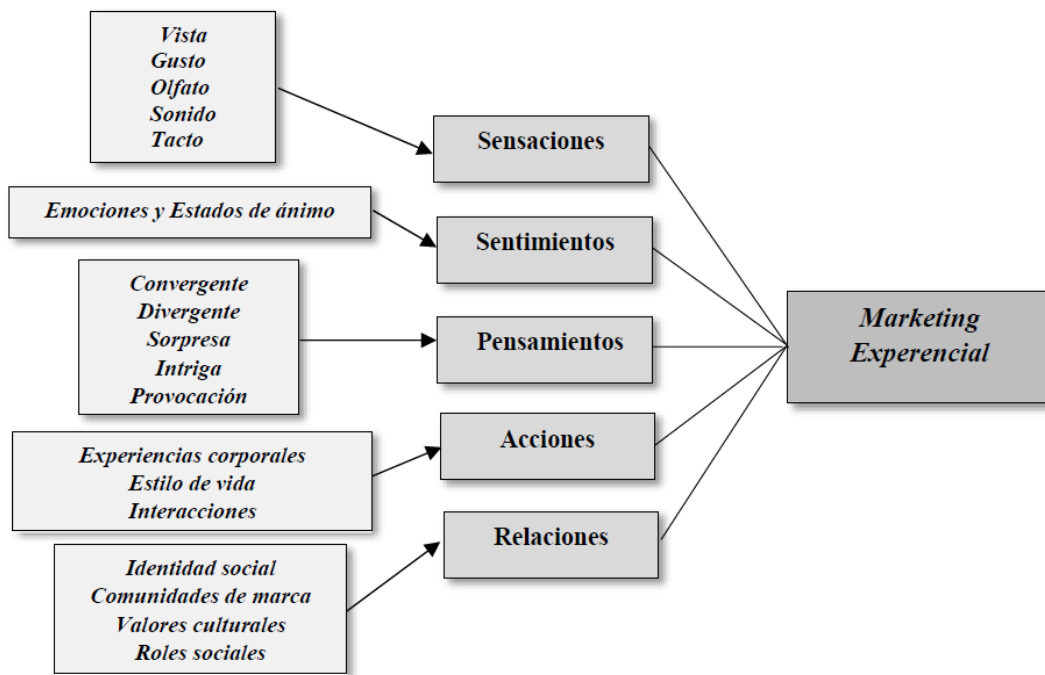 Vista
Gusto
Olfato
Sonido
Tacto
Emociones y Estados de ánimo
Convergente
Divergente
Sorpresa
Intriga
Provocación
Experiencias corporales
Estilo de vida
Interacciones
Identidad social
Comunidades de marca
Valores culturales
Roles sociales
Sensaciones
Sentimientos
Pensamientos
Acciones
Relaciones
Marketing
Experencial